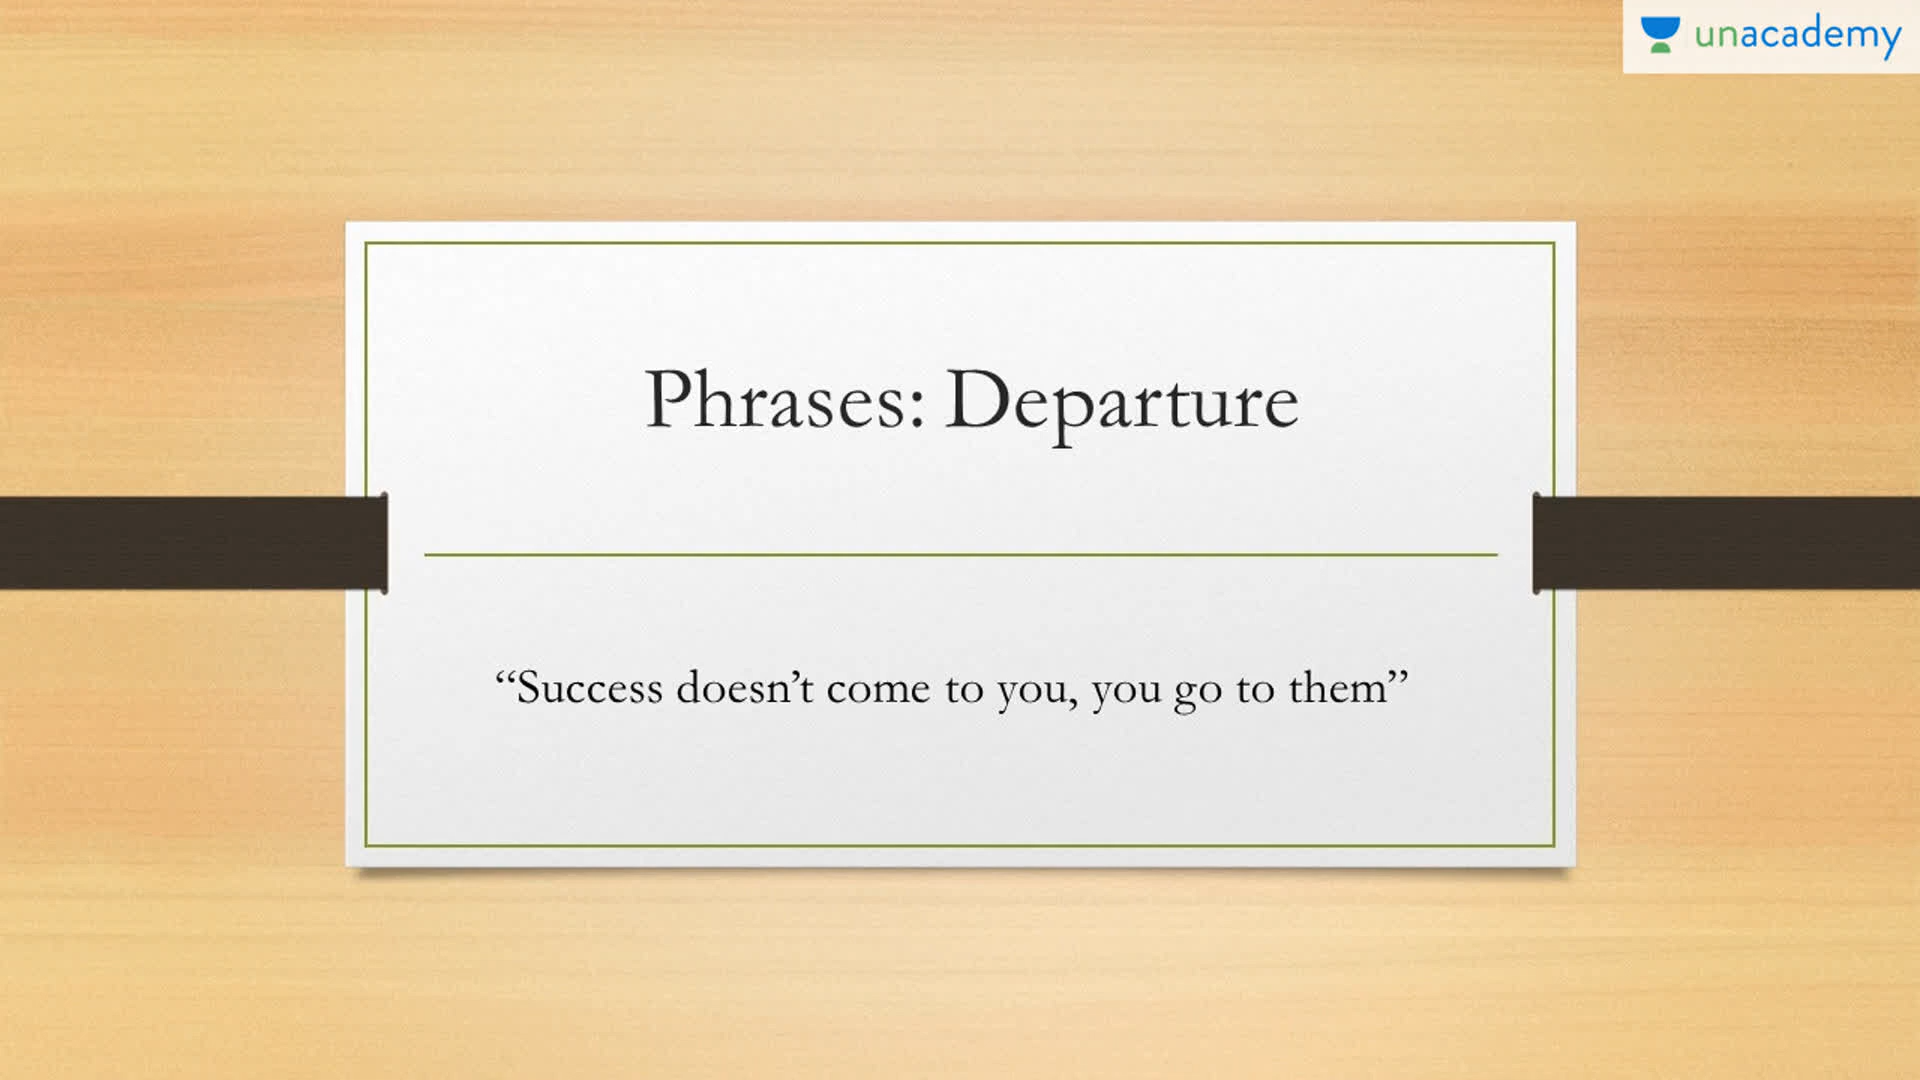 unacademy
Phrases: Departure
“Success doesn’t come to you, you go to them”